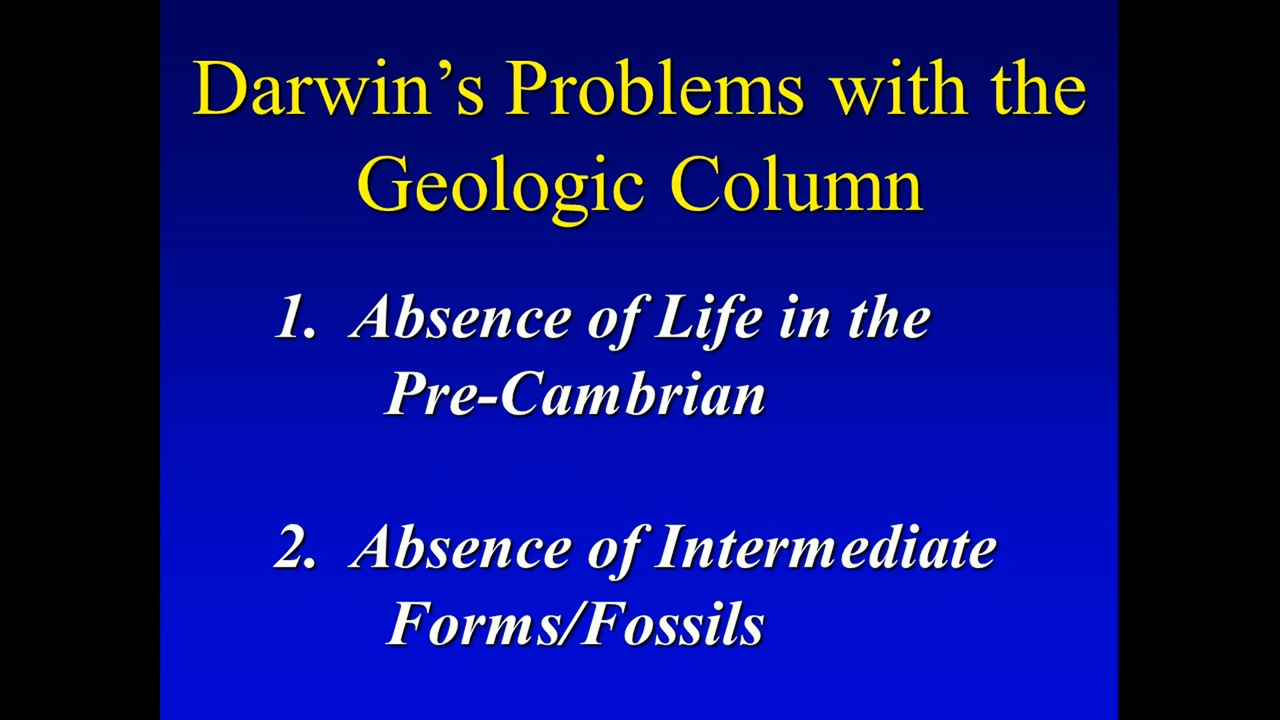 Darwin’s Problems with the
Geologic Column
1. Absence of Life in the
Pre-Cambrian
2. Absence of Intermediate
Forms/Fossils